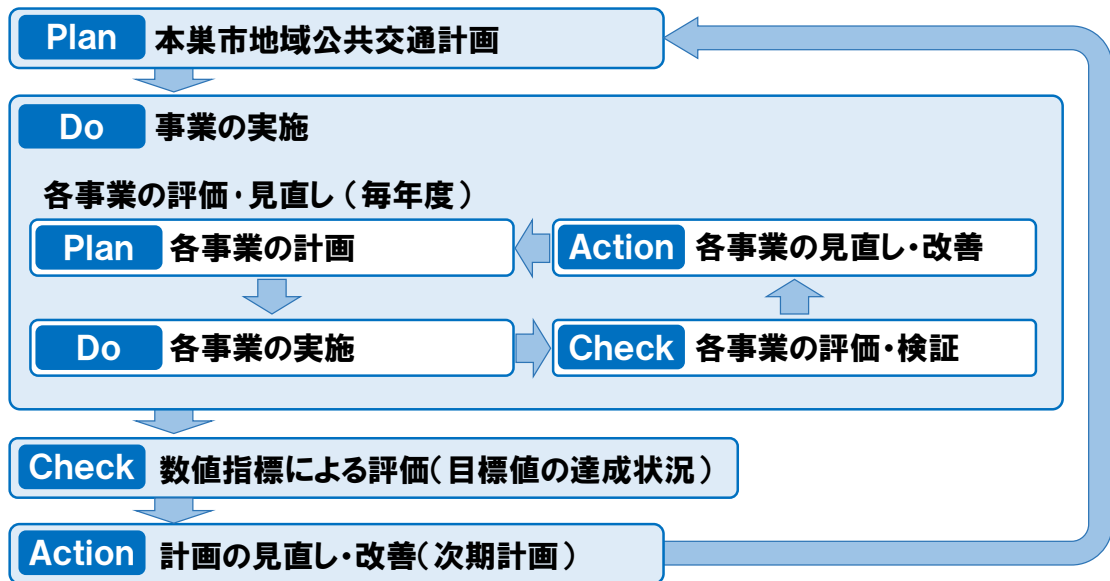 Plan 本巣市地域公共交通計画
Do 事業の実施
各事業の評価・見直し（毎年度）
Plan 各事業の計画
Action 各事業の見直し・改善
Do 各事業の実施
Check 各事業の評価・検証
Check 数値指標による評価（目標値の達成状況）
Action 計画の見直し・改善（次期計画）